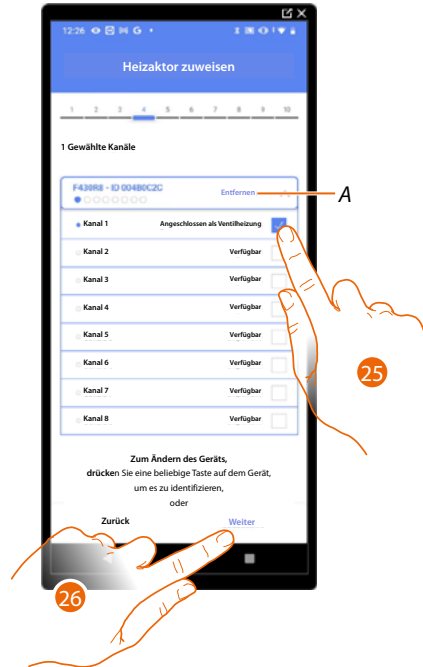 12:26
Heizaktor zuweisen
1 2 3 4 5 6 7 8 9 10
1 Gewählte Kanäle
F430R8 - ID 00480C2C
Entfernen
A
Kanal 1 Angeschlossen als Ventilheizung
Kanal 2 Verfügbar
Kanal 3 Verfügbar
Kanal 4 Verfügbar
Kanal 5 Verfügbar
Kanal 6 Verfügbar
Kanal 7 Verfügbar
Kanal 8 Verfügbar
25
Zum Ändern des Geräts,
drücken Sie eine beliebige Taste auf dem Gerät,
um es zu identifizieren,
oder
Zurück Weiter
26